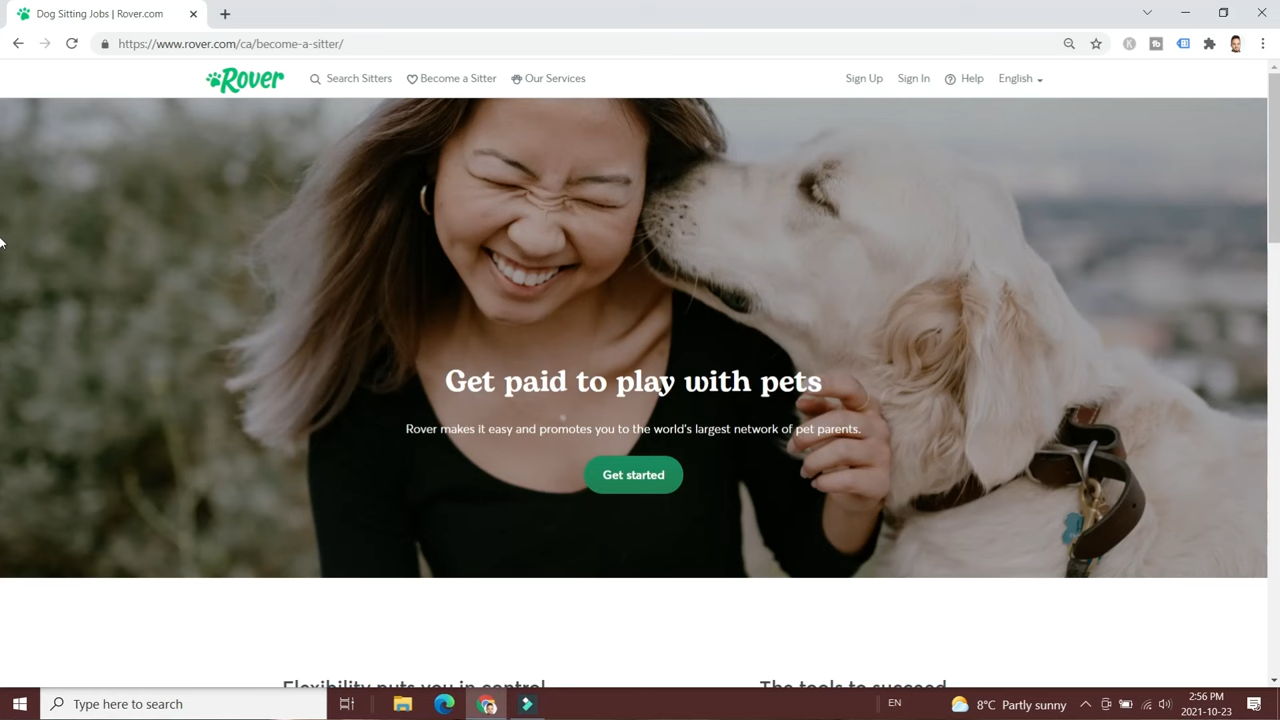 Dog Sitting Jobs | Rover.com
https://www.rover.com/ca/become-a-sitter/
Rover Search Sitters Become a Sitter Our Services Sign Up Sign In Help English
Get paid to play with pets
Rover makes it easy and promotes you to the world's largest network of pet parents.
Get started
Flexibility puts you in control The tools to succeed
Type here to search EN 8°C Partly sunny 2:56 PM
2021-10-23